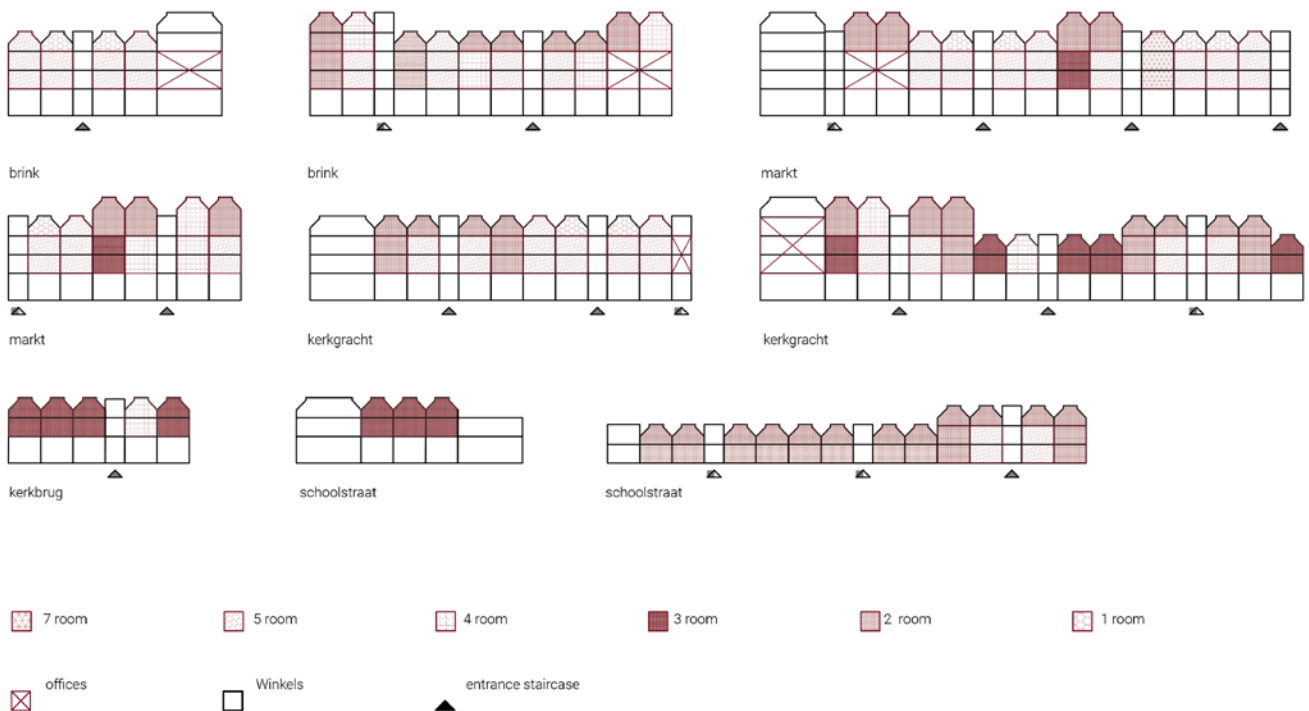 brink
brink
markt
markt
kerkgracht
kerkgracht
kerkbrug
schoolstraat
schoolstraat
7 room
5 room
4 room
3 room
2 room
1 room
offices
Winkels
entrance staircase